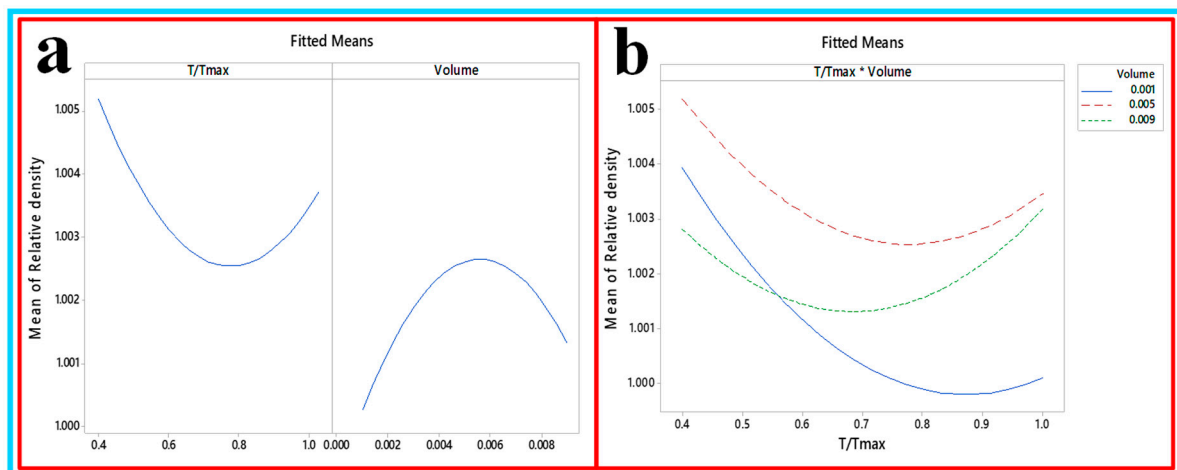 a
Fitted Means
T/Tmax Volume
Mean of Relative density
1.005
1.004
1.003
1.002
1.001
1.000
0.4 0.6 0.8 1.0 0.000 0.002 0.004 0.006 0.008
b
Fitted Means
T/Tmax * Volume
Mean of Relative density
1.005
1.004
1.003
1.002
1.001
1.000
0.4 0.5 0.6 0.7 0.8 0.9 1.0
T/Tmax
Volume
0.001
0.005
0.009